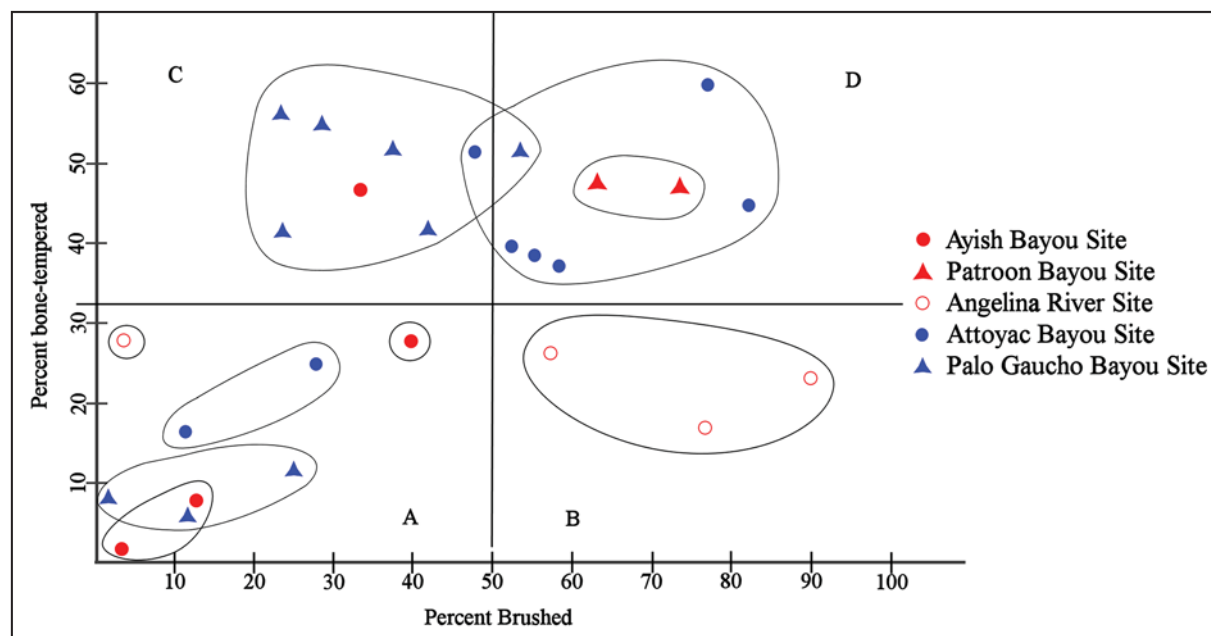 C
D
60
50
40
30
20
10
Percent bone-tempered
A
B
10 20 30 40 50 60 70 80 90 100
Percent Brushed
Ayish Bayou Site
Patroon Bayou Site
Angelina River Site
Attoyac Bayou Site
Palo Gaucho Bayou Site